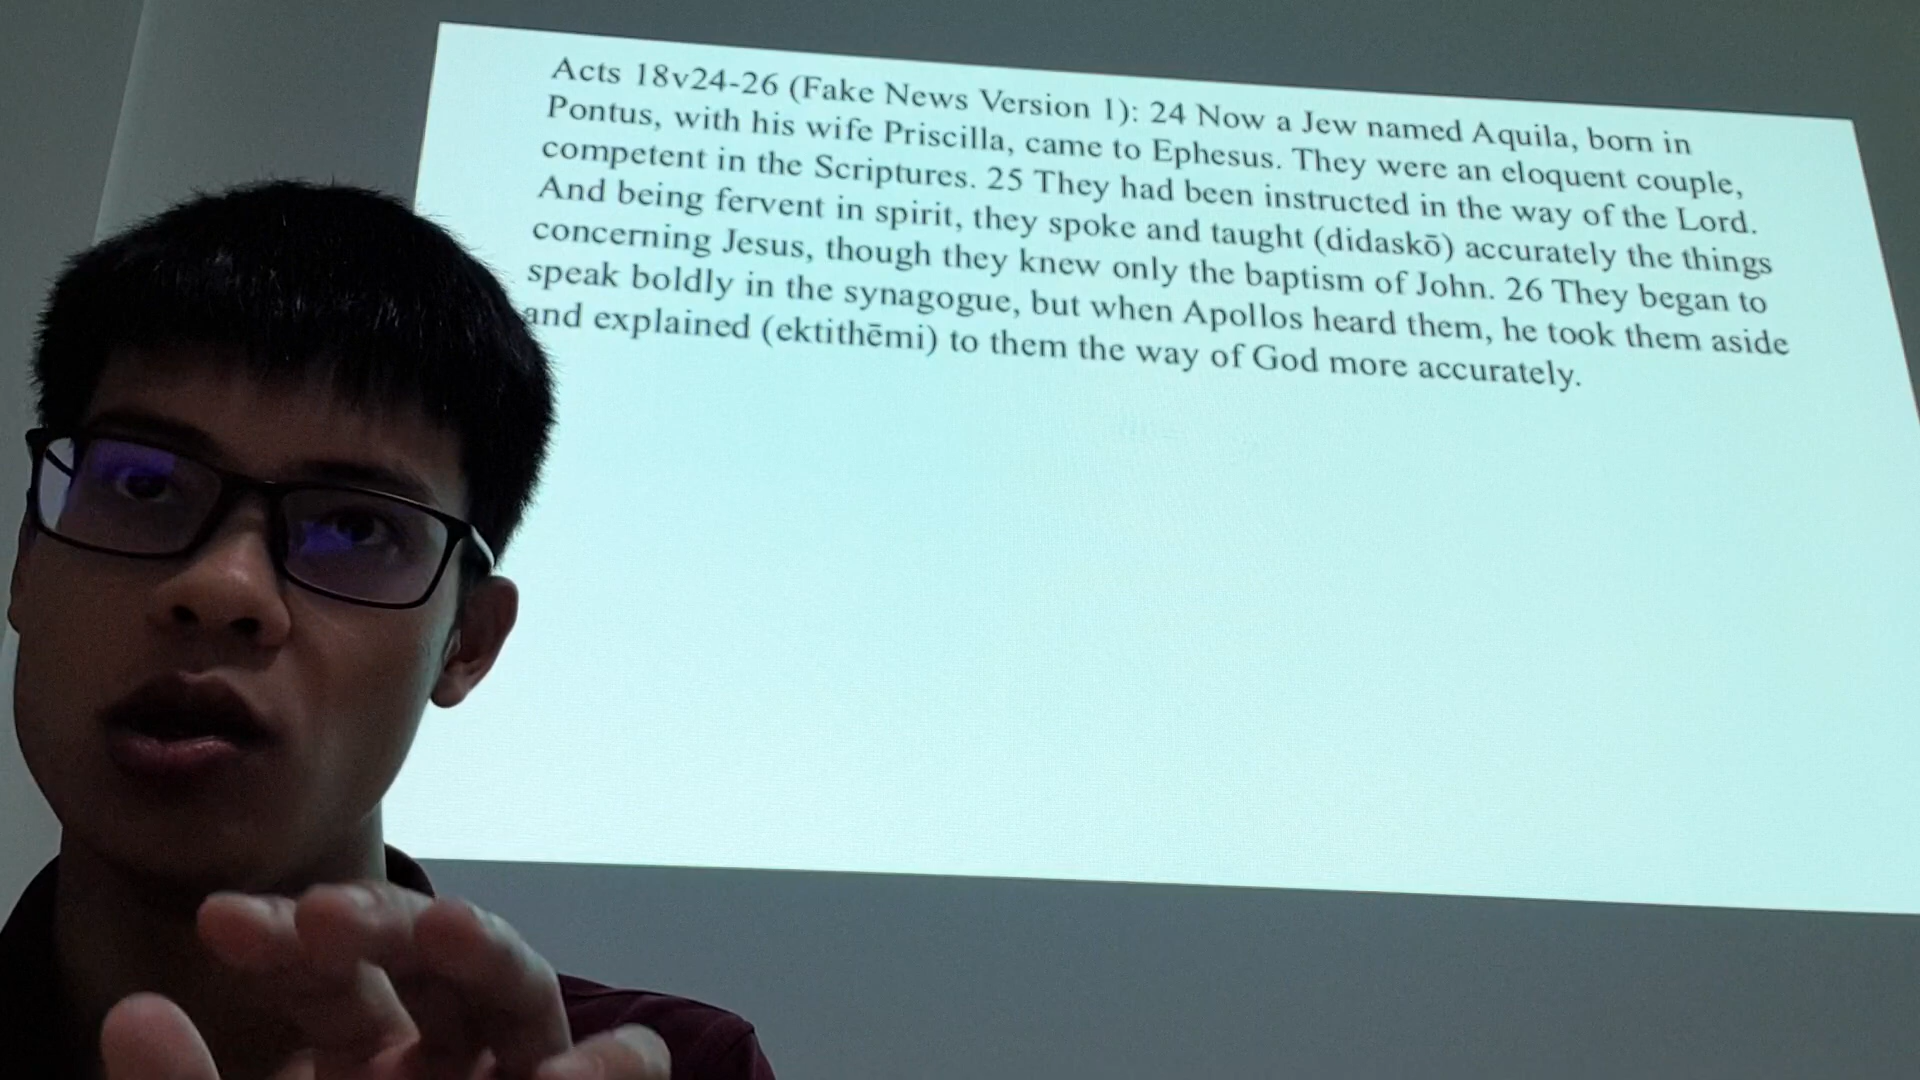 Acts 18v24-26 (Fake News Version 1): 24 Now a Jew named Aquila, born in
Pontus, with his wife Priscilla, came to Ephesus. They were an eloquent couple,
competent in the Scriptures. 25 They had been instructed in the way of the Lord.
And being fervent in spirit, they spoke and taught (didaskō) accurately the things
concerning Jesus, though they knew only the baptism of John. 26 They began to
speak boldly in the synagogue, but when Apollos heard them, he took them aside
and explained (ektithēmi) to them the way of God more accurately.